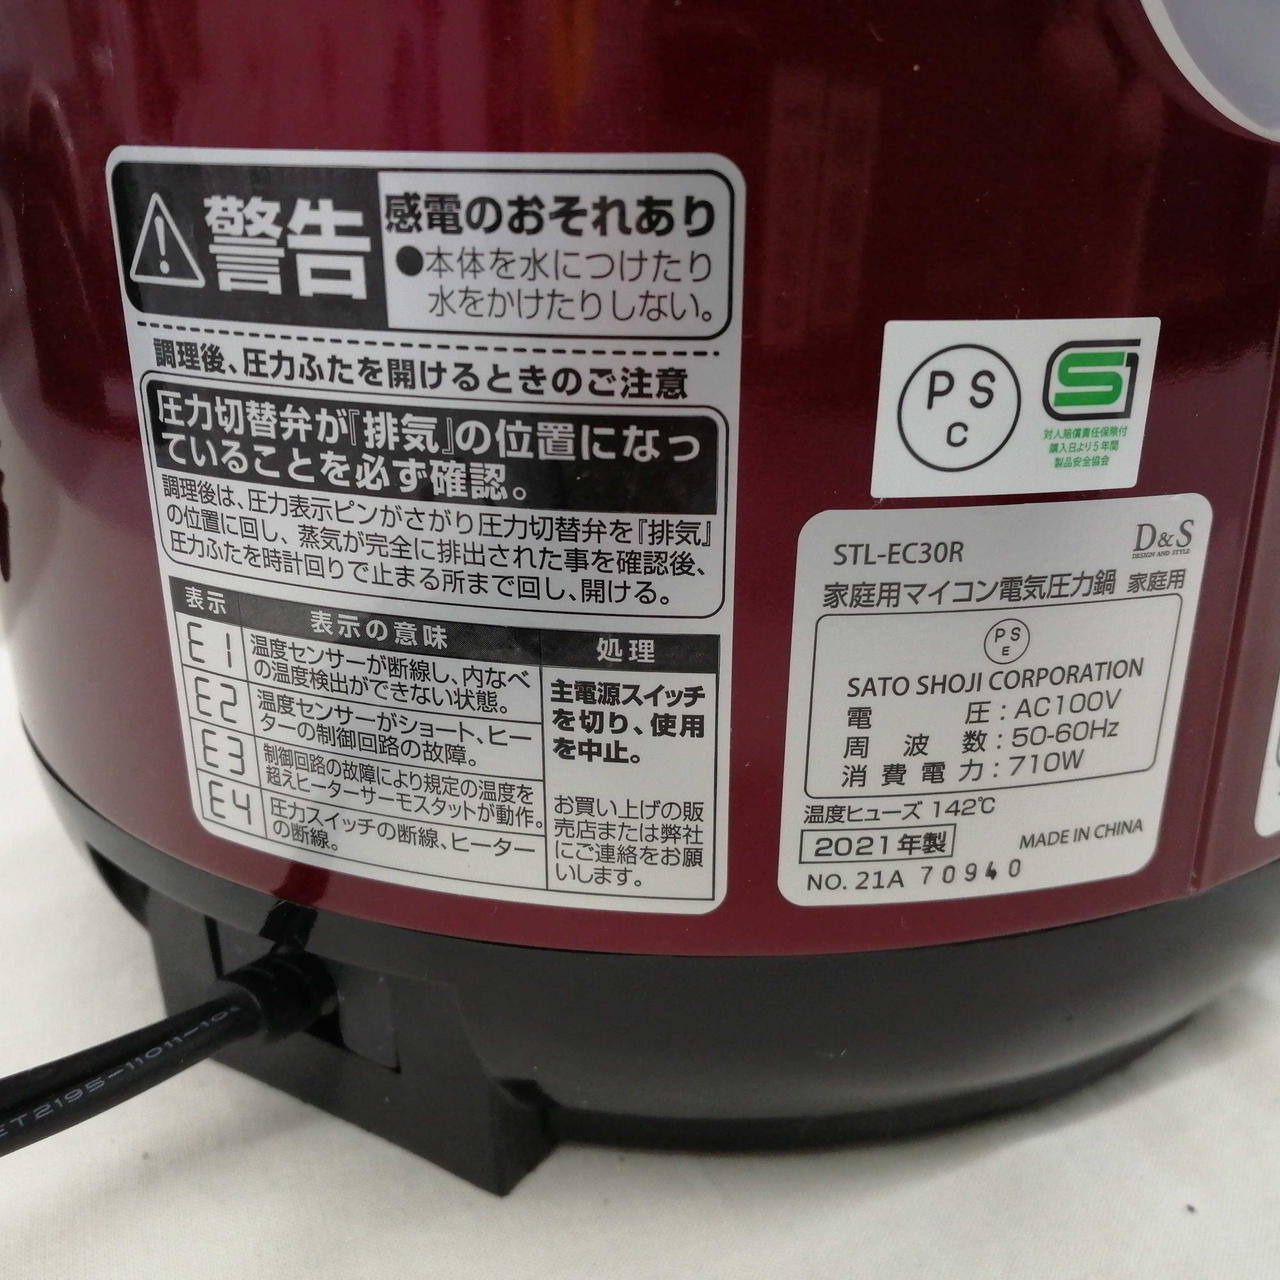 警告
感電のおそれあり
●本体を水につけたり
水をかけたりしない。
調理後、圧力ふたを開けるときのご注意
圧力切替弁が『排気』の位置になっ
ていることを必ず確認。
調理後は、圧力表示ピンがさがり圧力切替弁を『排気』
の位置に回し、蒸気が完全に排出された事を確認後、
圧力ふたを時計回りで止まる所まで回し、開ける。
表示 表示の意味 処理
E1 温度センサーが断線し、内なべ
の温度検出ができない状態。
E2 温度センサーがショート、ヒー
ターの制御回路の故障。
E3 制御回路の故障により規定の温度を
超えヒーターサーモスタットが動作。
E4 圧力スイッチの断線、ヒーター
の断線。
主電源スイッチ
を切り、使用
を中止。
お買い上げの販
売店または弊社
にご連絡をお願
いします。
P S
C
S
対人賠償責任保険付
購入日より5年間
製品安全協会
STL-EC30R
D&S
DESIGN AND STYLE
家庭用マイコン電気圧力鍋 家庭用
P S
E
SATO SHOJI CORPORATION
電圧:AC100V
周波数:50-60Hz
消費電力:710W
温度ヒューズ 142℃
2021年製
MADE IN CHINA
NO. 21A 70940
ET2195-11011-10